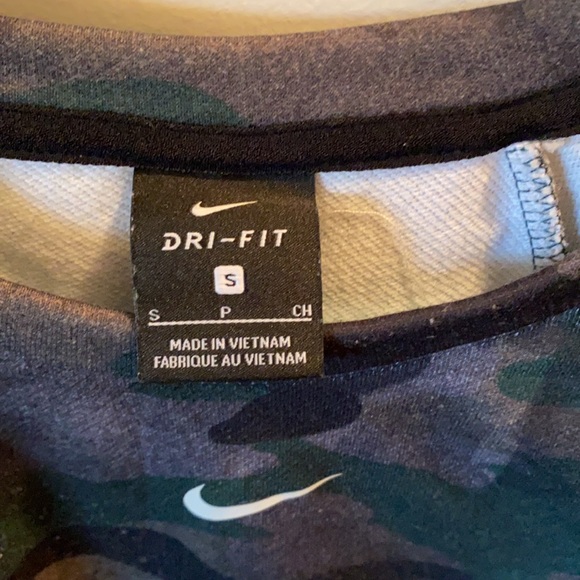 DRI-FIT
S
S P CH
MADE IN VIETNAM
FABRIQUE AU VIETNAM